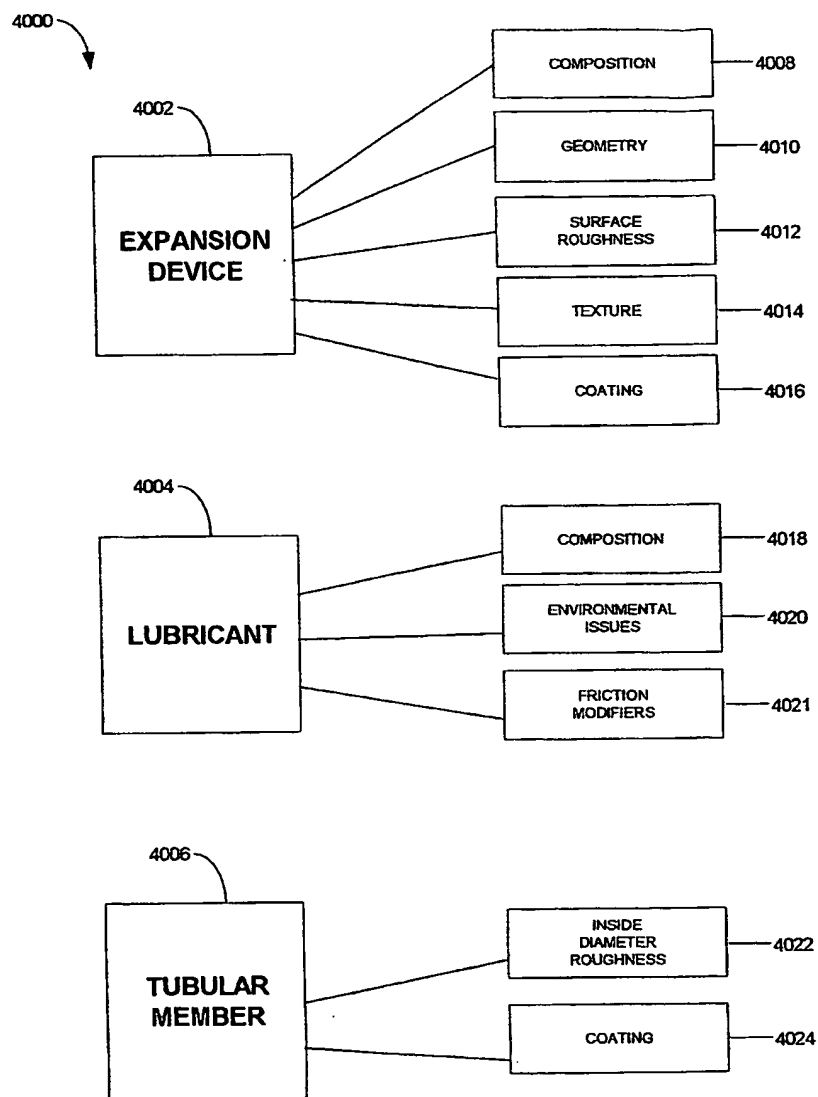 4000
4002
EXPANSION
DEVICE
COMPOSITION
4008
GEOMETRY
4010
SURFACE
ROUGHNESS
4012
TEXTURE
4014
COATING
4016
4004
LUBRICANT
COMPOSITION
4018
ENVIRONMENTAL
ISSUES
4020
FRICTION
MODIFIERS
4021
4006
TUBULAR
MEMBER
INSIDE
DIAMETER
ROUGHNESS
4022
COATING
4024